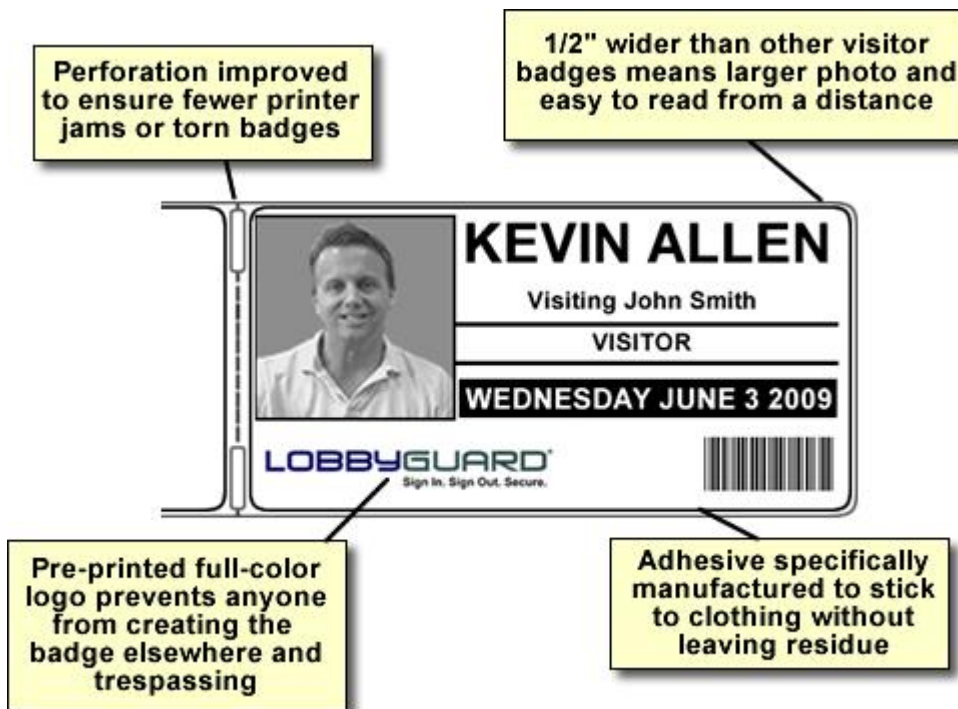 Perforation improved
to ensure fewer printer
jams or torn badges
1/2" wider than other visitor
badges means larger photo and
easy to read from a distance
KEVIN ALLEN
Visiting John Smith
VISITOR
WEDNESDAY JUNE 3 2009
LOBBYGUARD
Sign In. Sign Out. Secure.
Pre-printed full-color
logo prevents anyone
from creating the
badge elsewhere and
trespassing
Adhesive specifically
manufactured to stick
to clothing without
leaving residue